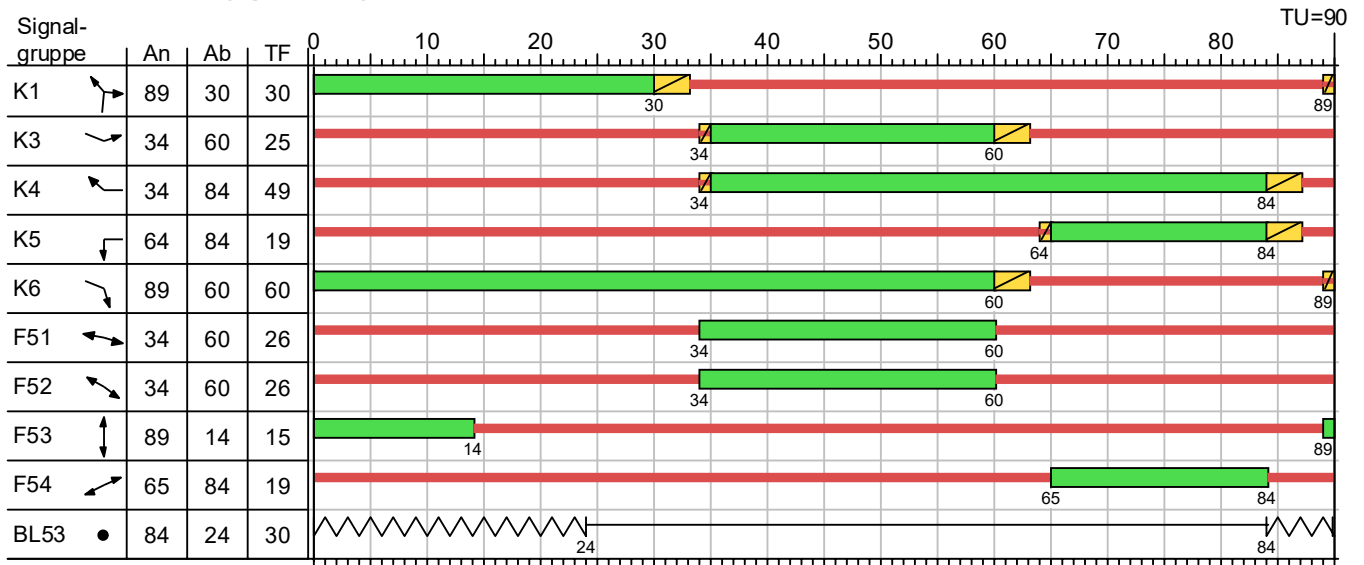 TU=90
Signal-
gruppe An Ab TF 0 10 20 30 40 50 60 70 80
K1 89 30 30
30 89
K3 34 60 25
34 60
K4 34 84 49
34 84
K5 64 84 19
64 84
K6 89 60 60
60 89
F51 34 60 26
34 60
F52 34 60 26
34 60
F53 89 14 15
14 89
F54 65 84 19
65 84
BL53 84 24 30
24 84